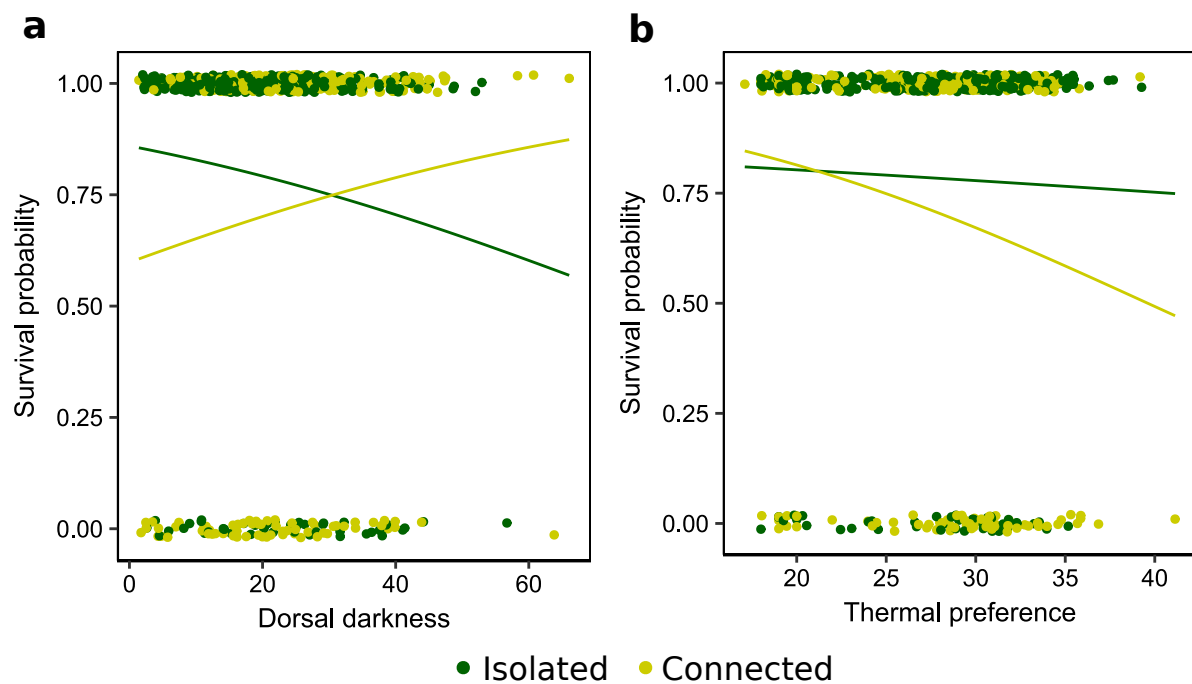 a
1.00
0.75
0.50
0.25
0.00
Survival probability
0 20 40 60
Dorsal darkness
b
1.00
0.75
0.50
0.25
0.00
Survival probability
20 25 30 35 40
Thermal preference
Isolated Connected